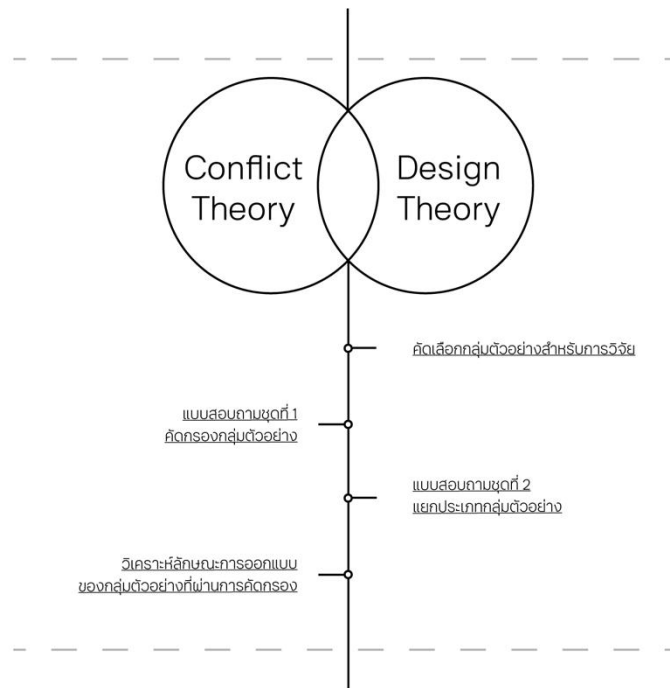 Conflict
Theory
Design
Theory
คัดเลือกกลุ่มตัวอย่างสำหรับการวิจัย
แบบสอบถามชุดที่ 1
คัดกรองกลุ่มตัวอย่าง
แบบสอบถามชุดที่ 2
แยกประเภทกลุ่มตัวอย่าง
วิเคราะห์ลักษณะการออกแบบ
ของกลุ่มตัวอย่างที่ผ่านการคัดกรอง